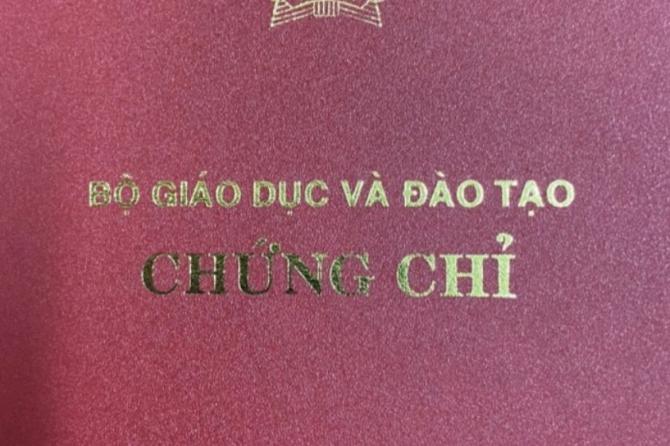 BỘ GIÁO DỤC VÀ ĐÀO TẠO
CHỨNG CHỈ